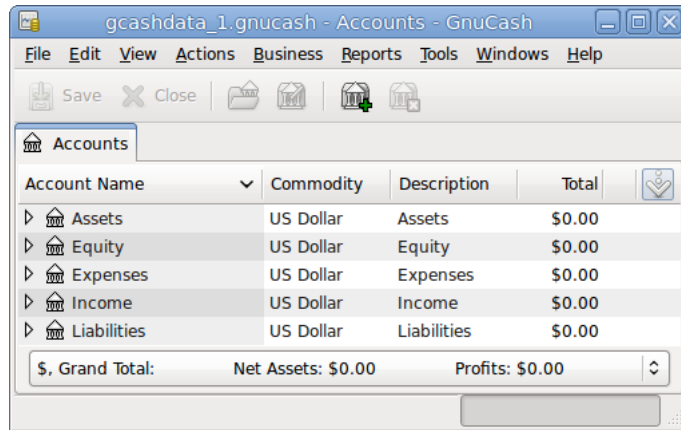 gcashdata_1.gnucash - Accounts - GnuCash
File Edit View Actions Business Reports Tools Windows Help
Save Close
Accounts
Account Name Commodity Description Total
Assets US Dollar Assets $0.00
Equity US Dollar Equity $0.00
Expenses US Dollar Expenses $0.00
Income US Dollar Income $0.00
Liabilities US Dollar Liabilities $0.00
$, Grand Total: Net Assets: $0.00 Profits: $0.00